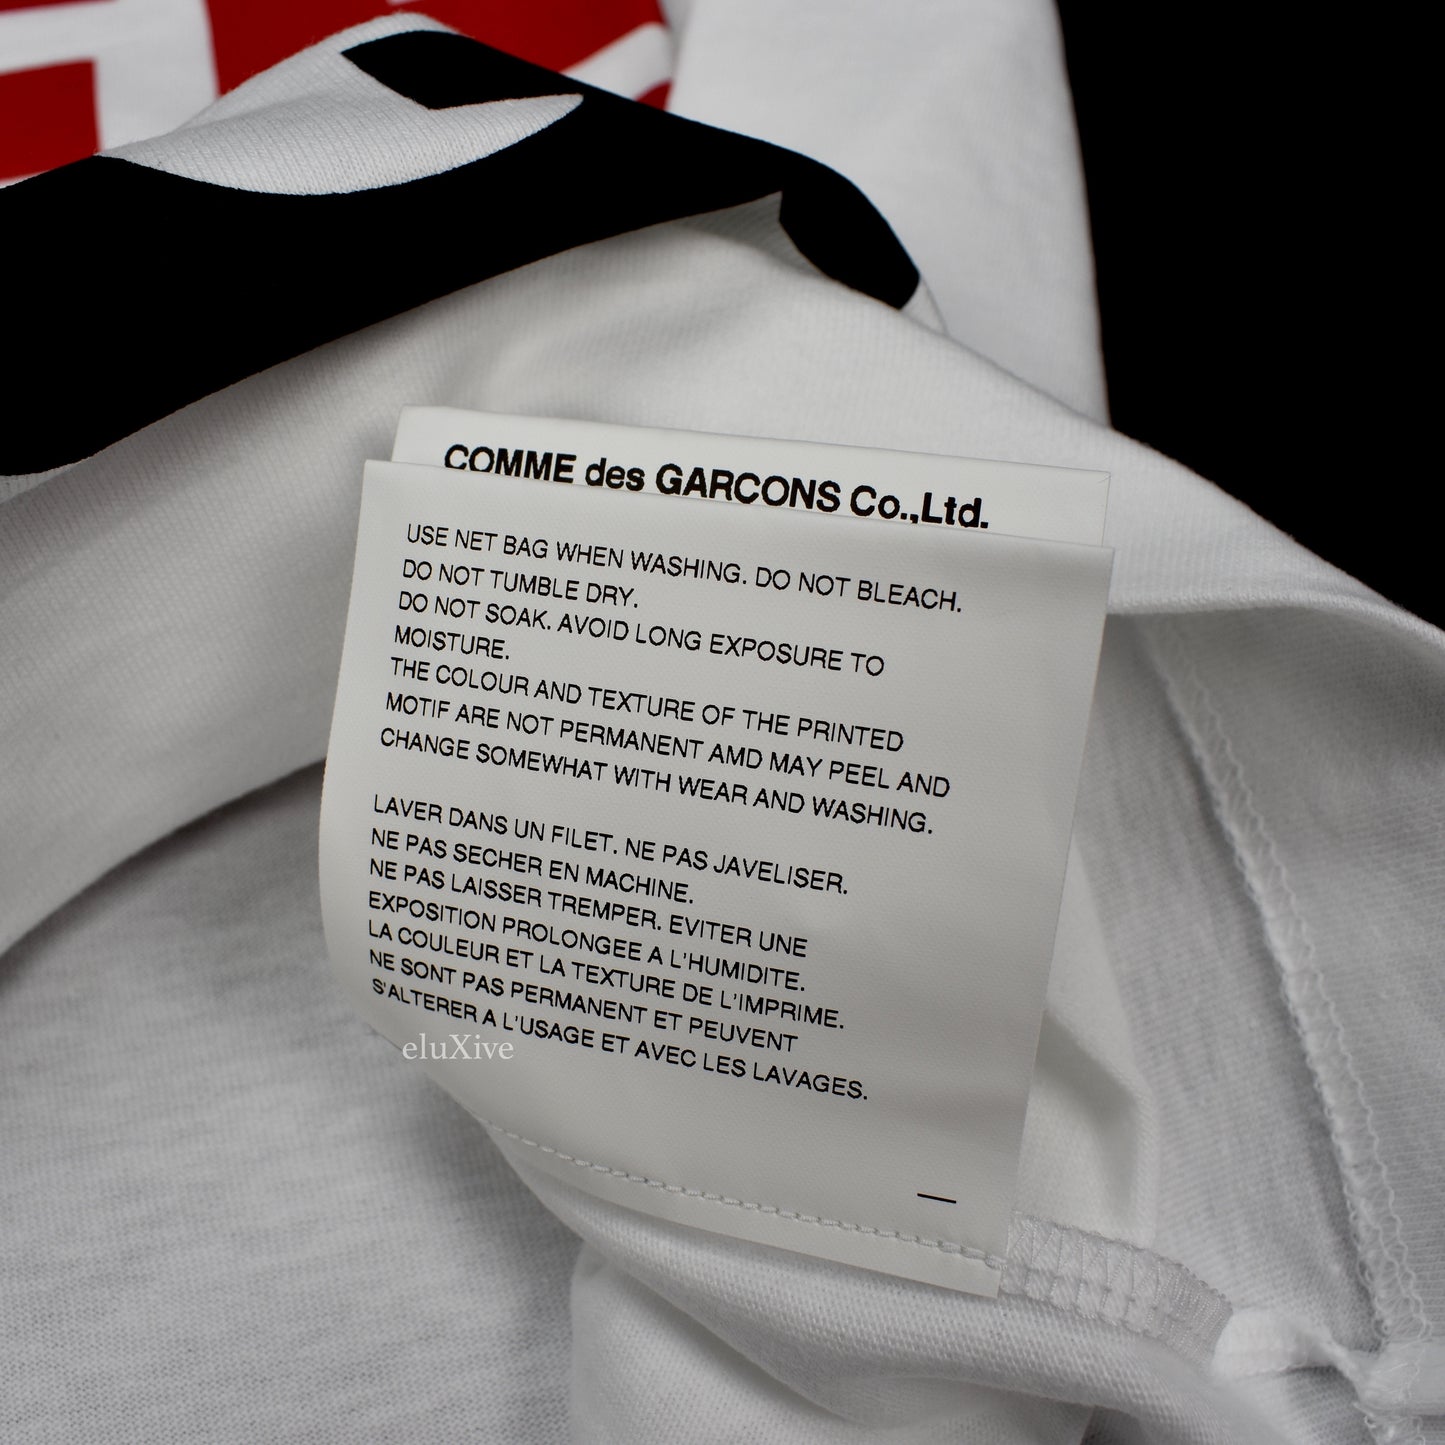 COMME des GARCONS Co.,Ltd.
USE NET BAG WHEN WASHING. DO NOT BLEACH.
DO NOT TUMBLE DRY.
DO NOT SOAK. AVOID LONG EXPOSURE TO
MOISTURE.
THE COLOUR AND TEXTURE OF THE PRINTED
MOTIF ARE NOT PERMANENT AMD MAY PEEL AND
CHANGE SOMEWHAT WITH WEAR AND WASHING.
LAVER DANS UN FILET. NE PAS JAVELISER.
NE PAS SECHER EN MACHINE.
NE PAS LAISSER TREMPER. EVITER UNE
EXPOSITION PROLONGEE A L'HUMIDITE.
LA COULEUR ET LA TEXTURE DE L'IMPRIME.
NE SONT PAS PERMANENT ET PEUVENT
S'ALTERER A L'USAGE ET AVEC LES LAVAGES.
eluXive